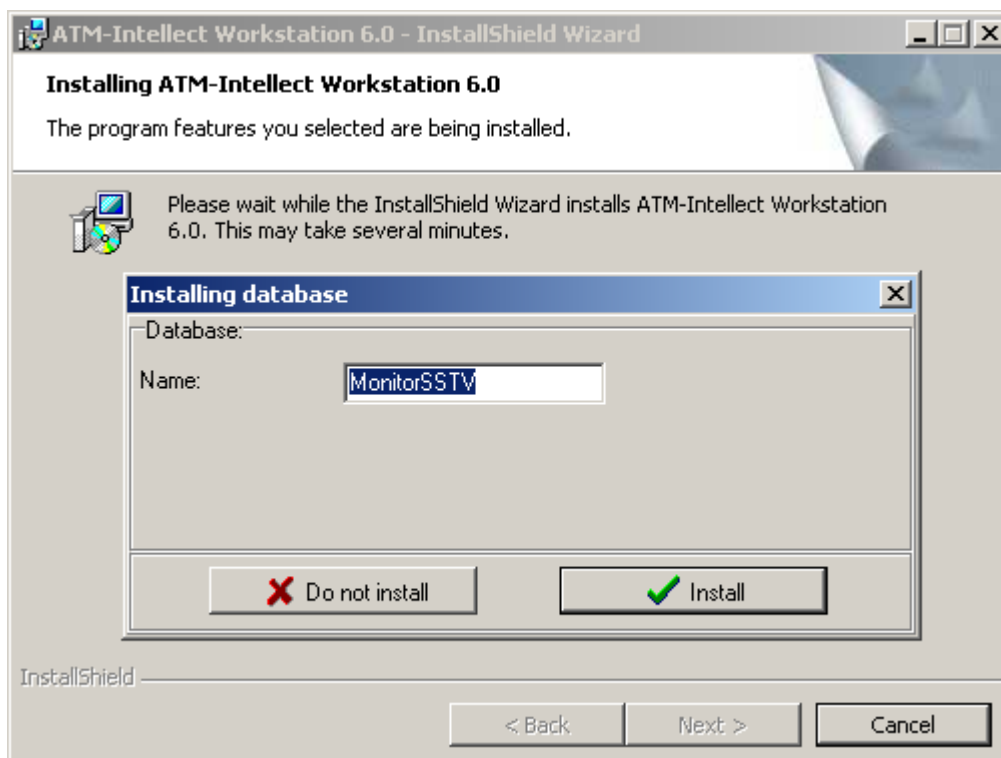 ATM-Intellect Workstation 6.0 - InstallShield Wizard
Installing ATM-Intellect Workstation 6.0
The program features you selected are being installed.
Please wait while the InstallShield Wizard installs ATM-Intellect Workstation
6.0. This may take several minutes.
Installing database
Database:
Name: MonitorSSTV
Do not install Install
InstallShield
< Back Next > Cancel